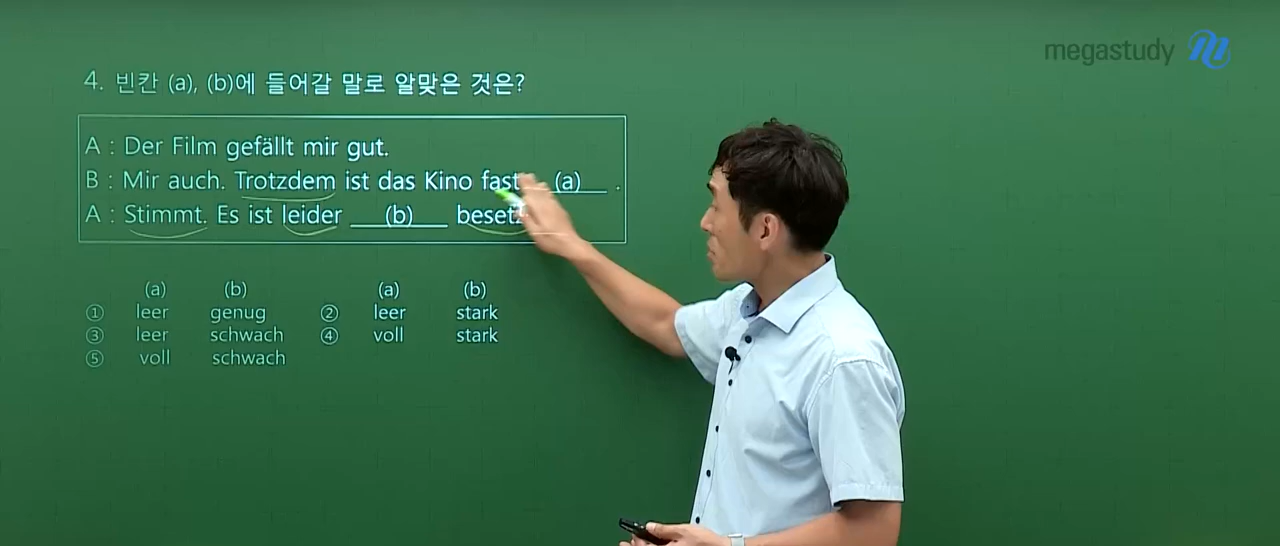 megastudy
4. 빈칸 (a), (b)에 들어갈 말로 알맞은 것은?
A : Der Film gefällt mir gut.
B : Mir auch. Trotzdem ist das Kino fast (a) .
A : Stimmt. Es ist leider (b) besetzt
(a) (b) (a) (b)
① leer genug ② leer stark
③ leer schwach ④ voll stark
⑤ voll schwach